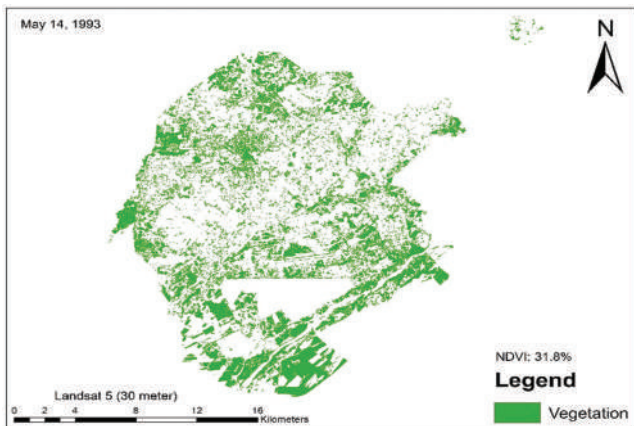 May 14, 1993
N
NDVI: 31.8%
Legend
Vegetation
Landsat 5 (30 meter)
0 2 4 8 12 16
Kilometers